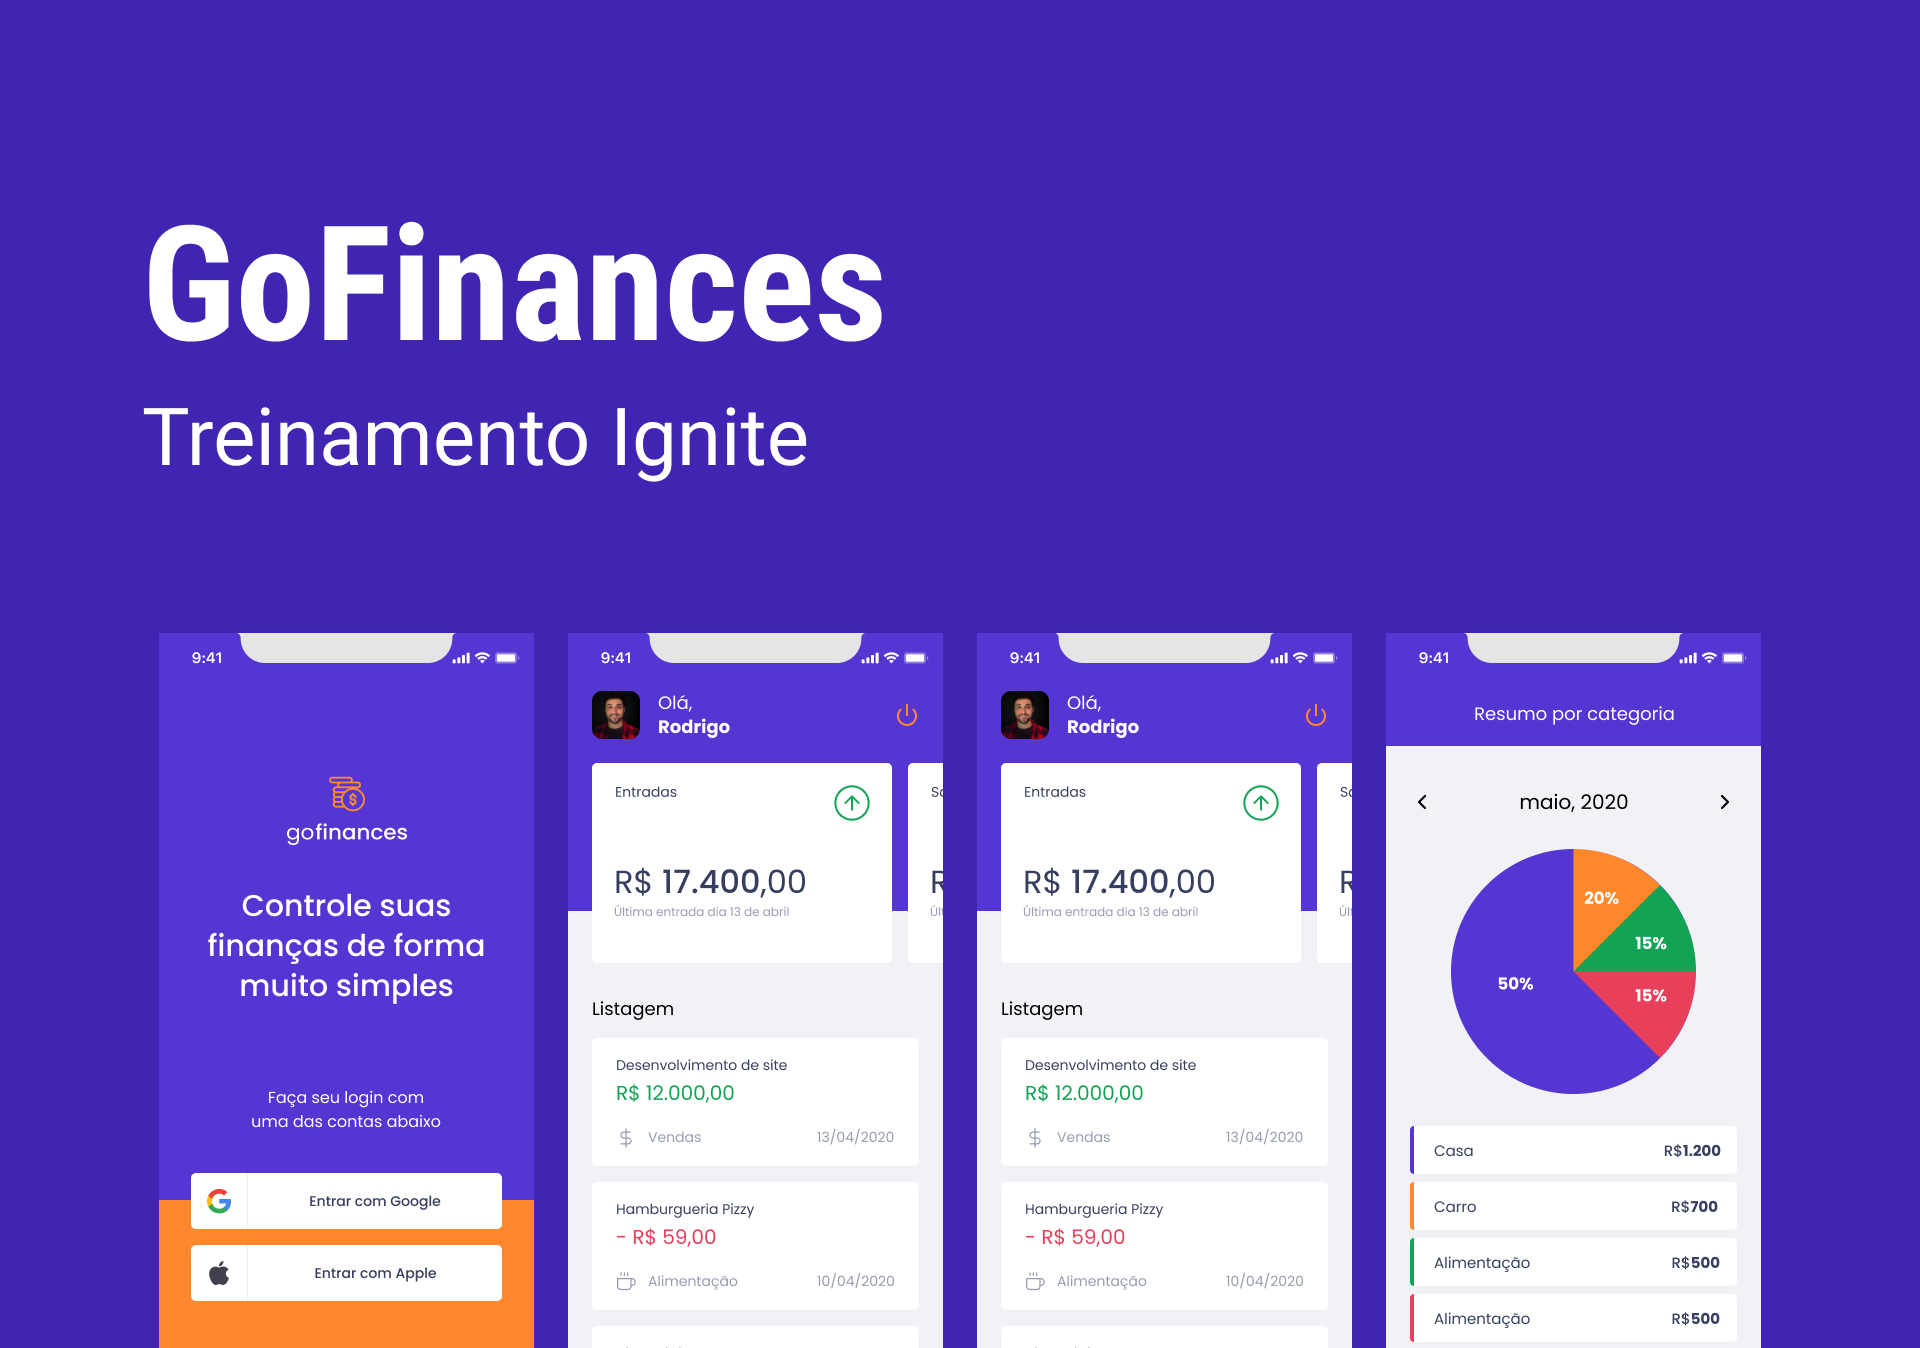 GoFinances
Treinamento Ignite
9:41
gofinances
Controle suas
finanças de forma
muito simples
Faça seu login com
uma das contas abaixo
Entrar com Google
Entrar com Apple
9:41
Olá,
Rodrigo
Entradas
R$ 17.400,00
Última entrada dia 13 de abril
Listagem
Desenvolvimento de site
R$ 12.000,00
Vendas 13/04/2020
Hamburgueria Pizzy
- R$ 59,00
Alimentação 10/04/2020
9:41
Olá,
Rodrigo
Entradas
R$ 17.400,00
Última entrada dia 13 de abril
Listagem
Desenvolvimento de site
R$ 12.000,00
Vendas 13/04/2020
Hamburgueria Pizzy
- R$ 59,00
Alimentação 10/04/2020
9:41
Resumo por categoria
maio, 2020
20%
15%
50%
15%
Casa R$1.200
Carro R$700
Alimentação R$500
Alimentação R$500